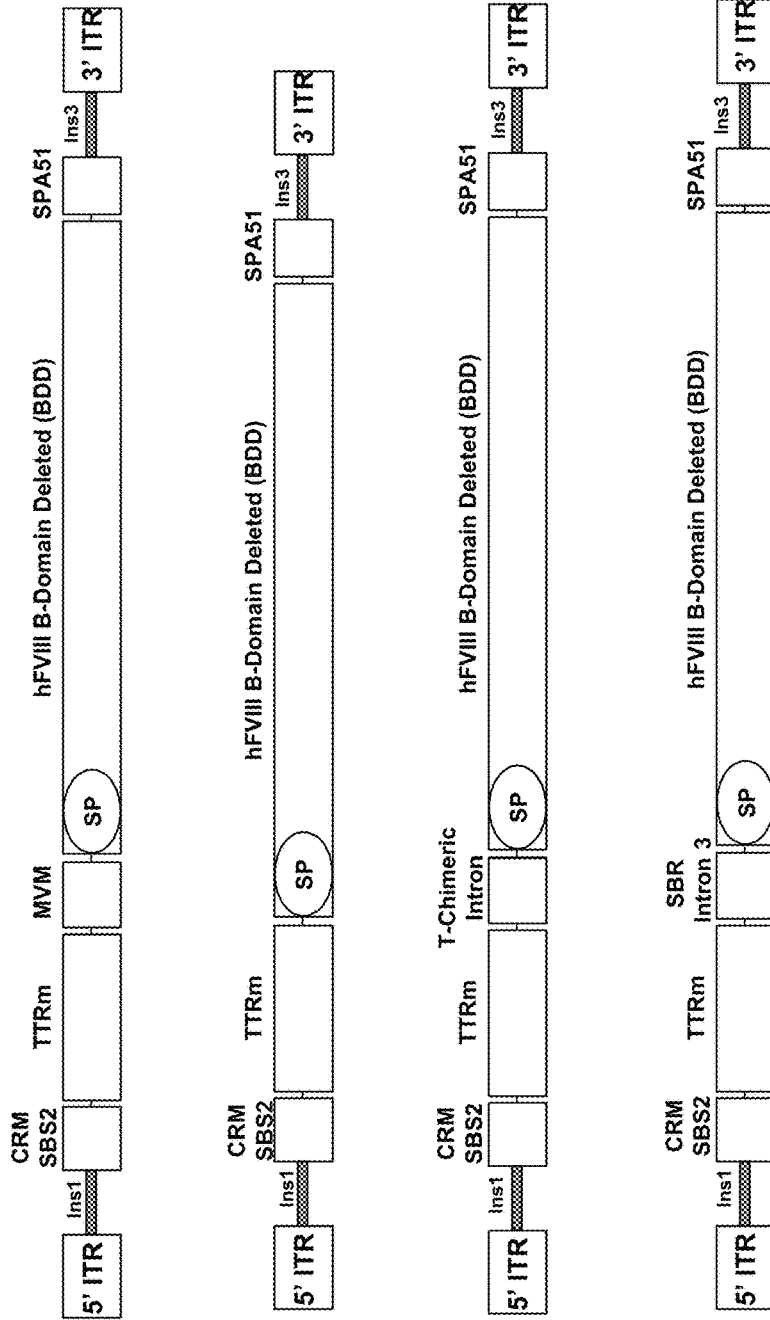 5' ITR
Ins1
CRM
SBS2
TTRm
MVM
SP
hFVIII B-Domain Deleted (BDD)
SPA51
Ins3
3' ITR
5' ITR
Ins1
CRM
SBS2
TTRm
SP
hFVIII B-Domain Deleted (BDD)
SPA51
Ins3
3' ITR
5' ITR
Ins1
CRM
SBS2
TTRm
T-Chimeric
Intron
SP
hFVIII B-Domain Deleted (BDD)
SPA51
Ins3
3' ITR
5' ITR
Ins1
CRM
SBS2
TTRm
SBR
Intron 3
SP
hFVIII B-Domain Deleted (BDD)
SPA51
Ins3
3' ITR